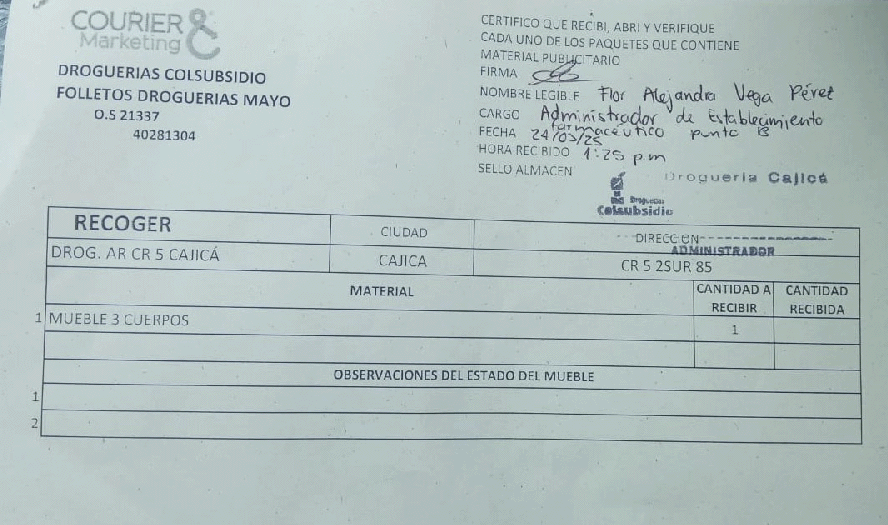 COURIER &
Marketing
DROGUERIAS COLSUBSIDIO
FOLLETOS DROGUERIAS MAYO
O.S 21337
40281304
CERTIFICO QUE RECIBI, ABRI Y VERIFIQUE
CADA UNO DE LOS PAQUETES QUE CONTIENE
MATERIAL PUBLICITARIO
FIRMA
NOMBRE LEGIBLE Flor Alejandra Vega Pérez
CARGO Administrador de Establecimiento
farmacéutico punto B
FECHA 24/05/25
HORA RECIBIDO 1:25 pm
SELLO ALMACEN
Drogueria Cajicá
Droguerías
Colsubsidio
RECOGER CIUDAD DIRECCION
ADMINISTRADOR
DROG. AR CR 5 CAJICÁ CAJICA CR 5 2SUR 85
MATERIAL CANTIDAD A RECIBIR CANTIDAD RECIBIDA
1 MUEBLE 3 CUERPOS 1
OBSERVACIONES DEL ESTADO DEL MUEBLE
1
2